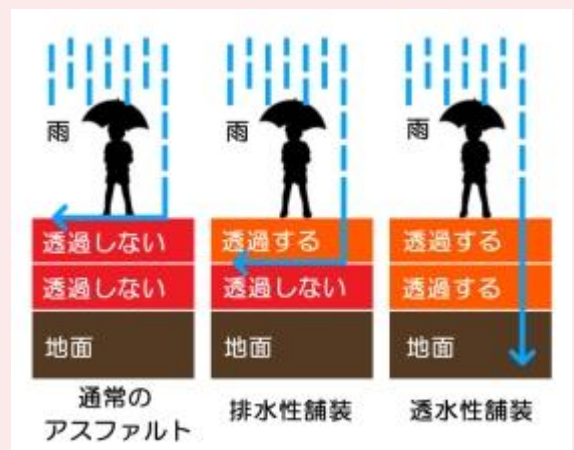 雨
透過しない
透過しない
地面
通常の
アスファルト
雨
透過する
透過しない
地面
排水性舗装
雨
透過する
透過する
地面
透水性舗装